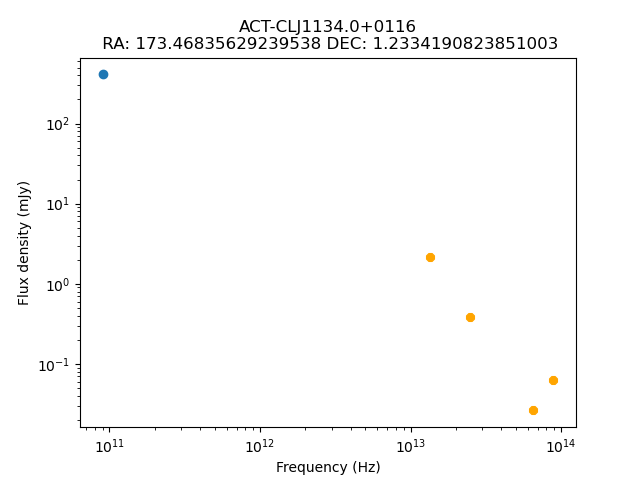 ACT-CLJ1134.0+0116
RA: 173.46835629239538 DEC: 1.2334190823851003
Flux density (mJy)
10²
10¹
10⁰
10⁻¹
10¹¹
10¹²
10¹³
10¹⁴
Frequency (Hz)